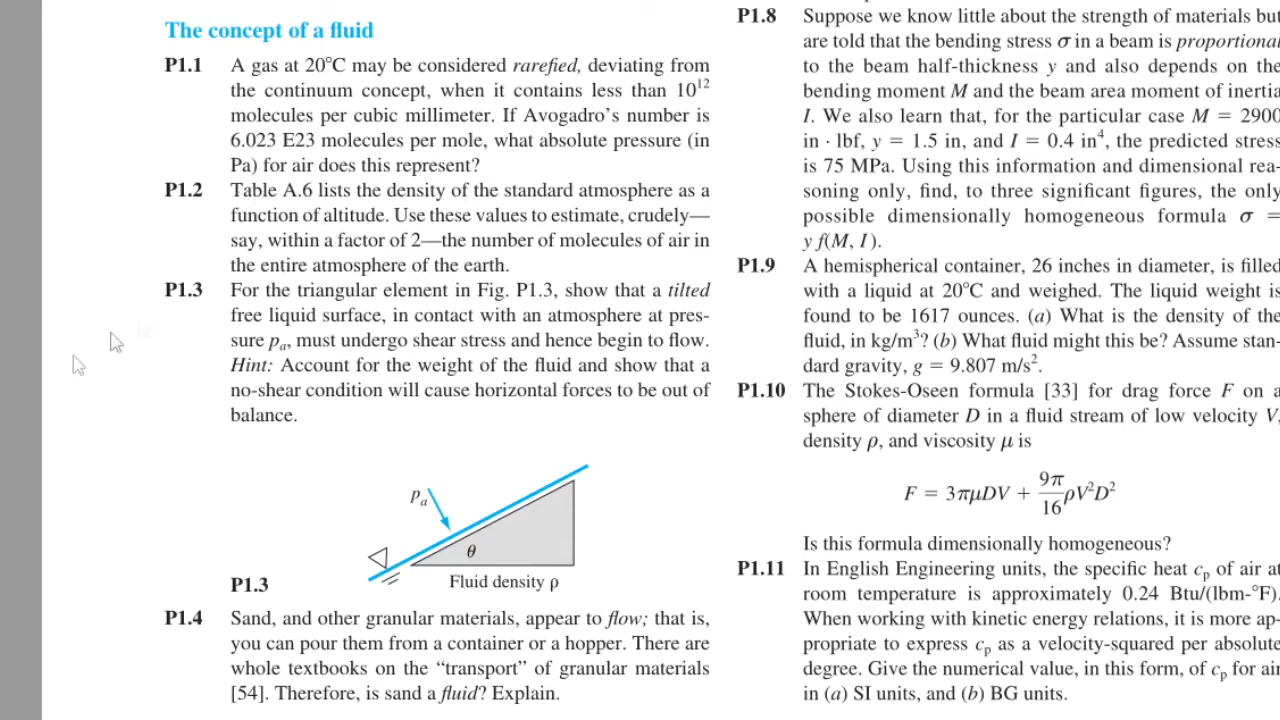 The concept of a fluid
P1.1 A gas at 20°C may be considered rarefied, deviating from
the continuum concept, when it contains less than 10¹²
molecules per cubic millimeter. If Avogadro’s number is
6.023 E23 molecules per mole, what absolute pressure (in
Pa) for air does this represent?
P1.2 Table A.6 lists the density of the standard atmosphere as a
function of altitude. Use these values to estimate, crudely—
say, within a factor of 2—the number of molecules of air in
the entire atmosphere of the earth.
P1.3 For the triangular element in Fig. P1.3, show that a tilted
free liquid surface, in contact with an atmosphere at pres-
sure pₐ, must undergo shear stress and hence begin to flow.
Hint: Account for the weight of the fluid and show that a
no-shear condition will cause horizontal forces to be out of
balance.
pₐ
θ
Fluid density ρ
P1.3
P1.4 Sand, and other granular materials, appear to flow; that is,
you can pour them from a container or a hopper. There are
whole textbooks on the “transport” of granular materials
[54]. Therefore, is sand a fluid? Explain.
P1.8 Suppose we know little about the strength of materials but
are told that the bending stress σ in a beam is proportional
to the beam half-thickness y and also depends on the
bending moment M and the beam area moment of inertia
I. We also learn that, for the particular case M = 2900
in · lbf, y = 1.5 in, and I = 0.4 in⁴, the predicted stress
is 75 MPa. Using this information and dimensional rea-
soning only, find, to three significant figures, the only
possible dimensionally homogeneous formula σ =
y f(M, I).
P1.9 A hemispherical container, 26 inches in diameter, is filled
with a liquid at 20°C and weighed. The liquid weight is
found to be 1617 ounces. (a) What is the density of the
fluid, in kg/m³? (b) What fluid might this be? Assume stan-
dard gravity, g = 9.807 m/s².
P1.10 The Stokes-Oseen formula [33] for drag force F on a
sphere of diameter D in a fluid stream of low velocity V,
density ρ, and viscosity μ is
F = 3πμDV + 9π/16 ρV²D²
Is this formula dimensionally homogeneous?
P1.11 In English Engineering units, the specific heat cₚ of air at
room temperature is approximately 0.24 Btu/(lbm-°F).
When working with kinetic energy relations, it is more ap-
propriate to express cₚ as a velocity-squared per absolute
degree. Give the numerical value, in this form, of cₚ for air
in (a) SI units, and (b) BG units.